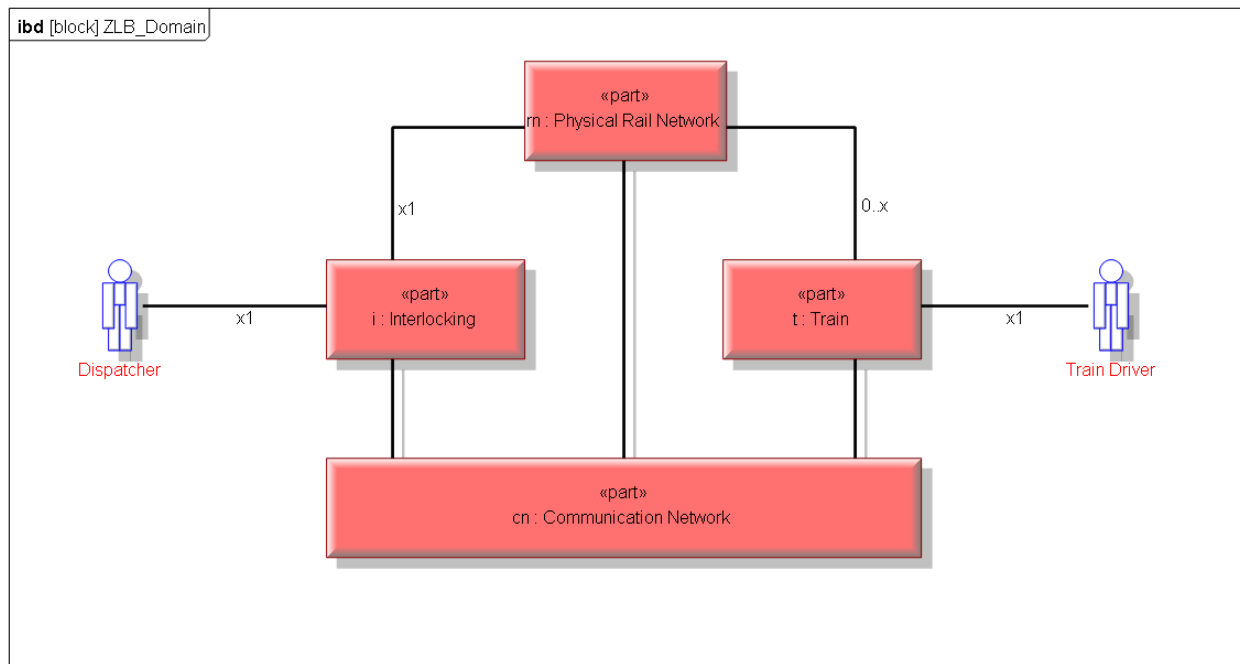 ibd [block] ZLB_Domain
«part»
rn : Physical Rail Network
x1
0..x
«part»
i : Interlocking
«part»
t : Train
x1
x1
Dispatcher
Train Driver
«part»
cn : Communication Network